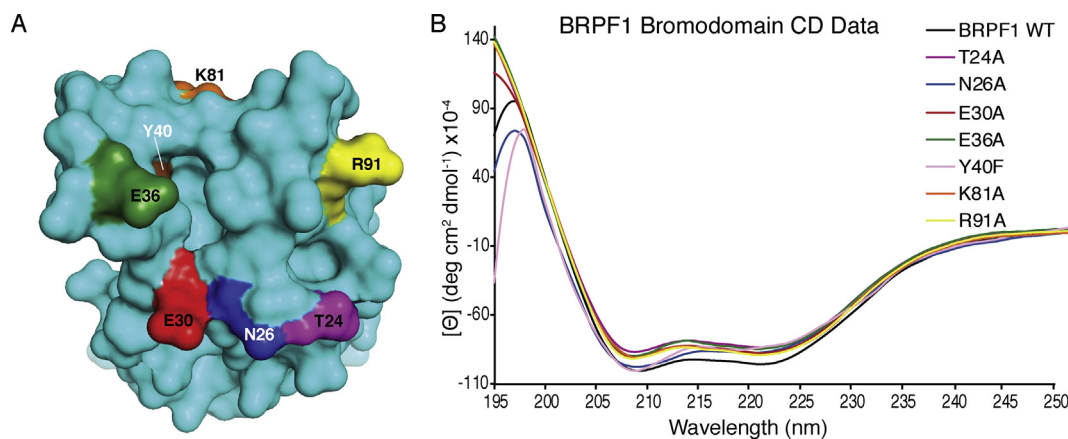 A
K81
Y40
R91
E36
E30
N26
T24
B
BRPF1 Bromodomain CD Data
BRPF1 WT
T24A
N26A
E30A
E36A
Y40F
K81A
R91A
[Θ] (deg cm² dmol⁻¹) x10⁻⁴
140
90
40
-10
-60
-110
195 200 205 210 215 220 225 230 235 240 245 250
Wavelength (nm)